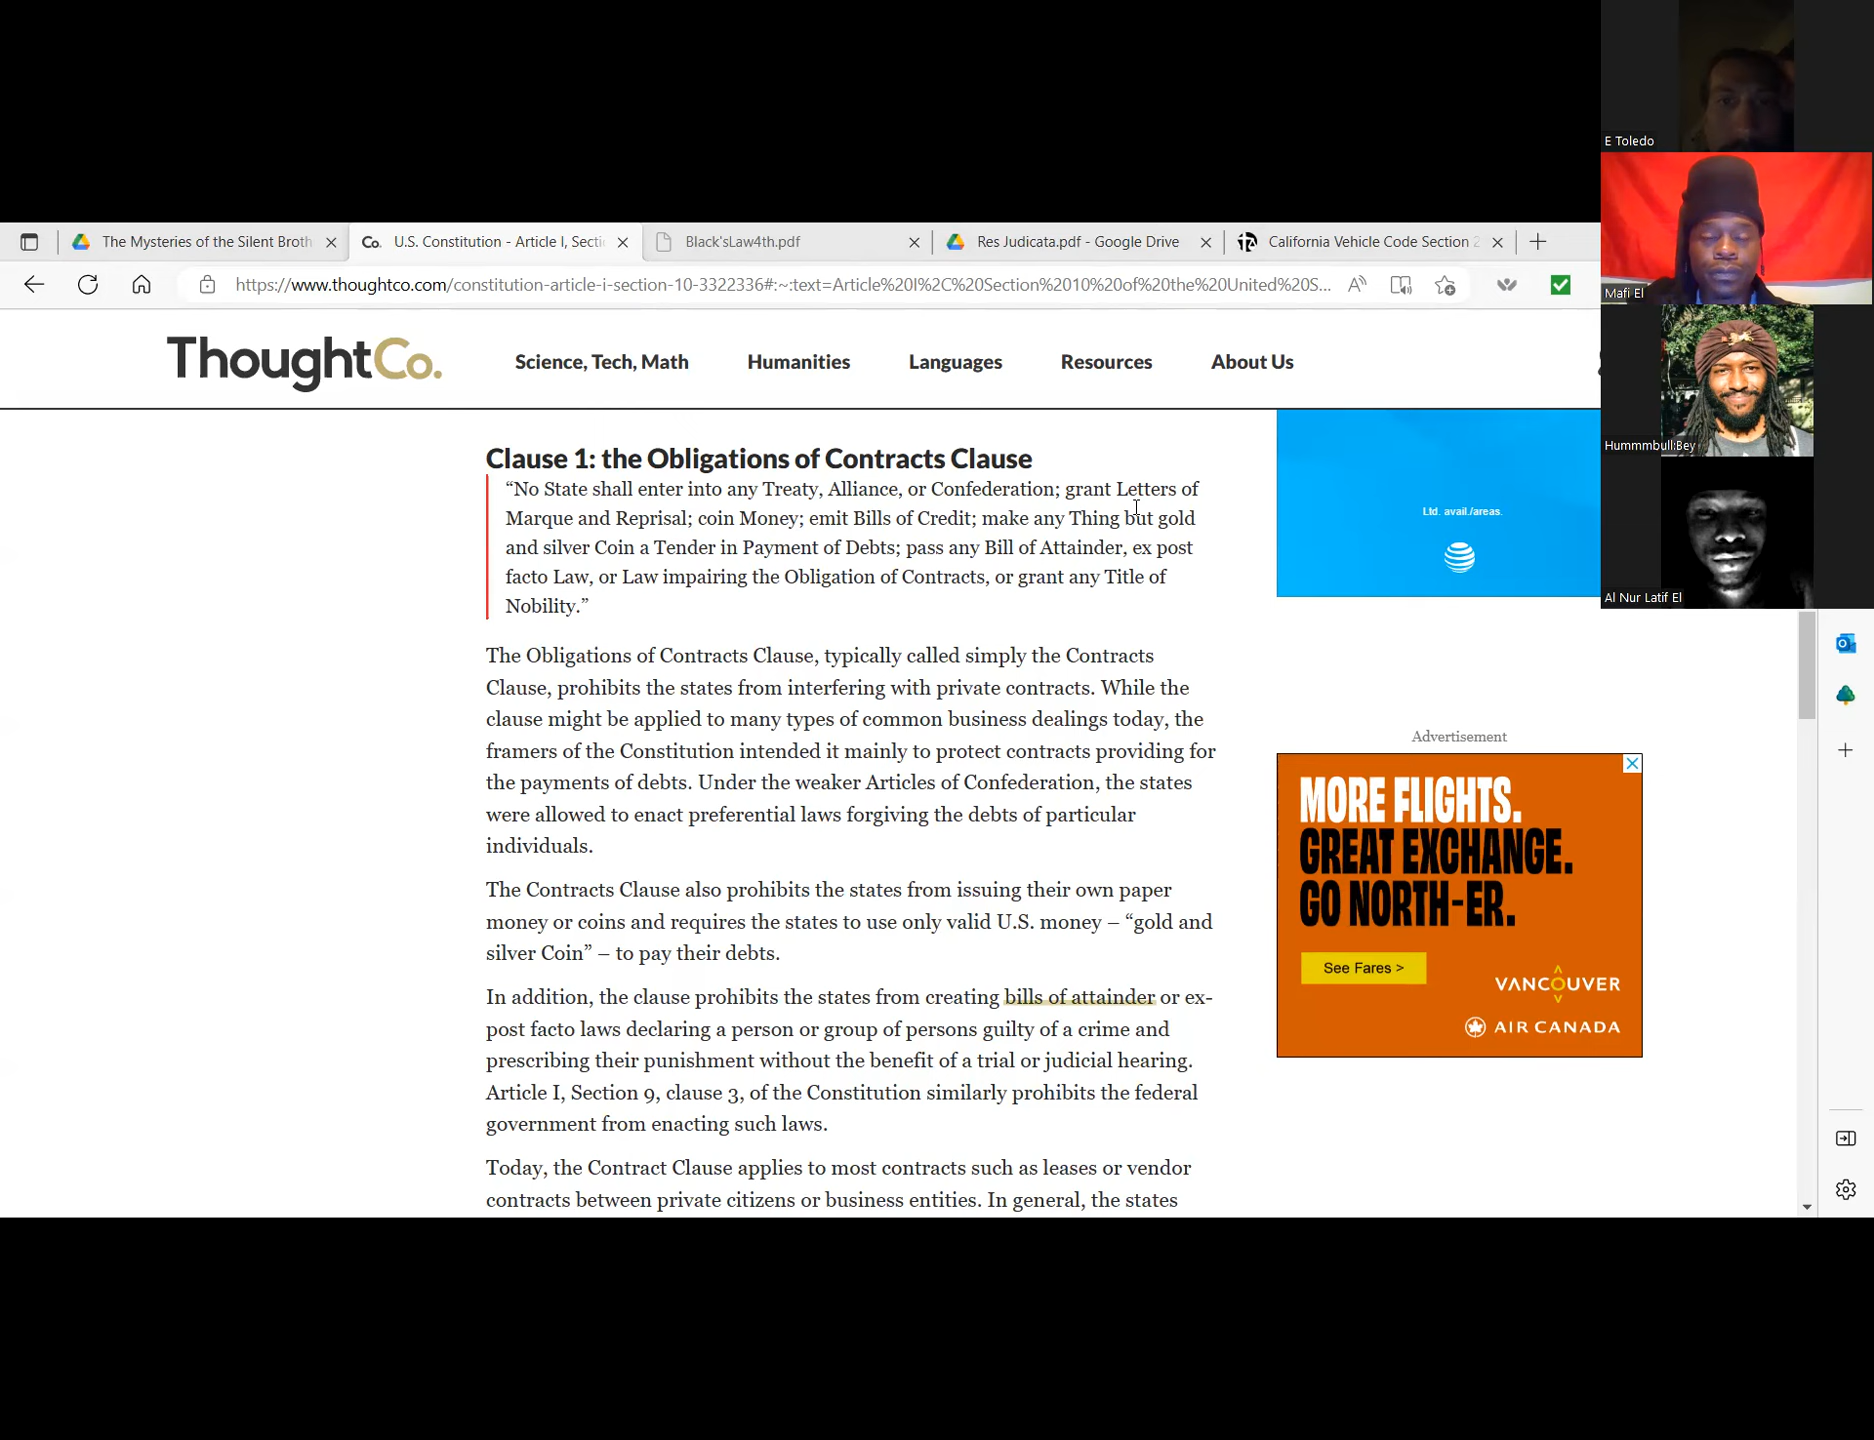 The Mysteries of the Silent Broth
Co. U.S. Constitution - Article I, Secti
Black'sLaw4th.pdf
Res Judicata.pdf - Google Drive
California Vehicle Code Section 2
https://www.thoughtco.com/constitution-article-i-section-10-3322336#:~:text=Article%20I%2C%20Section%2010%20of%20the%20United%20S...
ThoughtCo.
Science, Tech, Math
Humanities
Languages
Resources
About Us
E Toledo
Mafi El
Hummmbull:Bey
Al Nur Latif El
Clause 1: the Obligations of Contracts Clause
“No State shall enter into any Treaty, Alliance, or Confederation; grant Letters of
Marque and Reprisal; coin Money; emit Bills of Credit; make any Thing but gold
and silver Coin a Tender in Payment of Debts; pass any Bill of Attainder, ex post
facto Law, or Law impairing the Obligation of Contracts, or grant any Title of
Nobility.”
The Obligations of Contracts Clause, typically called simply the Contracts
Clause, prohibits the states from interfering with private contracts. While the
clause might be applied to many types of common business dealings today, the
framers of the Constitution intended it mainly to protect contracts providing for
the payments of debts. Under the weaker Articles of Confederation, the states
were allowed to enact preferential laws forgiving the debts of particular
individuals.
The Contracts Clause also prohibits the states from issuing their own paper
money or coins and requires the states to use only valid U.S. money – “gold and
silver Coin” – to pay their debts.
In addition, the clause prohibits the states from creating bills of attainder or ex-
post facto laws declaring a person or group of persons guilty of a crime and
prescribing their punishment without the benefit of a trial or judicial hearing.
Article I, Section 9, clause 3, of the Constitution similarly prohibits the federal
government from enacting such laws.
Today, the Contract Clause applies to most contracts such as leases or vendor
contracts between private citizens or business entities. In general, the states
Ltd. avail./areas.
Advertisement
MORE FLIGHTS.
GREAT EXCHANGE.
GO NORTH-ER.
See Fares >
VANCOUVER
AIR CANADA